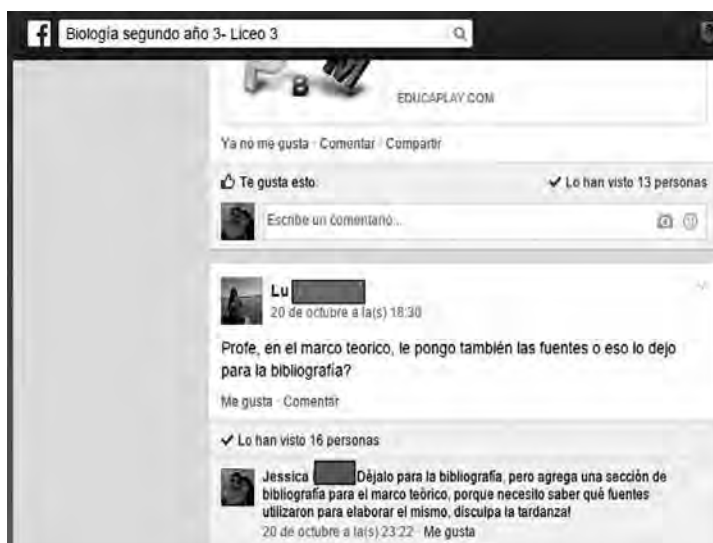 f Biología segundo año 3- Liceo 3
P B M
EDUCAPLAY.COM
Ya no me gusta · Comentar · Compartir
Te gusta esto.
✓ Lo han visto 13 personas
Escribe un comentario...
Lu
20 de octubre a la(s) 18:30
Profe, en el marco teorico, le pongo también las fuentes o eso lo dejo
para la bibliografía?
Me gusta · Comentar
✓ Lo han visto 16 personas
Jessica Déjalo para la bibliografía, pero agrega una sección de
bibliografía para el marco teórico, porque necesito saber qué fuentes
utilizaron para elaborar el mismo, disculpa la tardanza!
20 de octubre a la(s) 23:22 · Me gusta